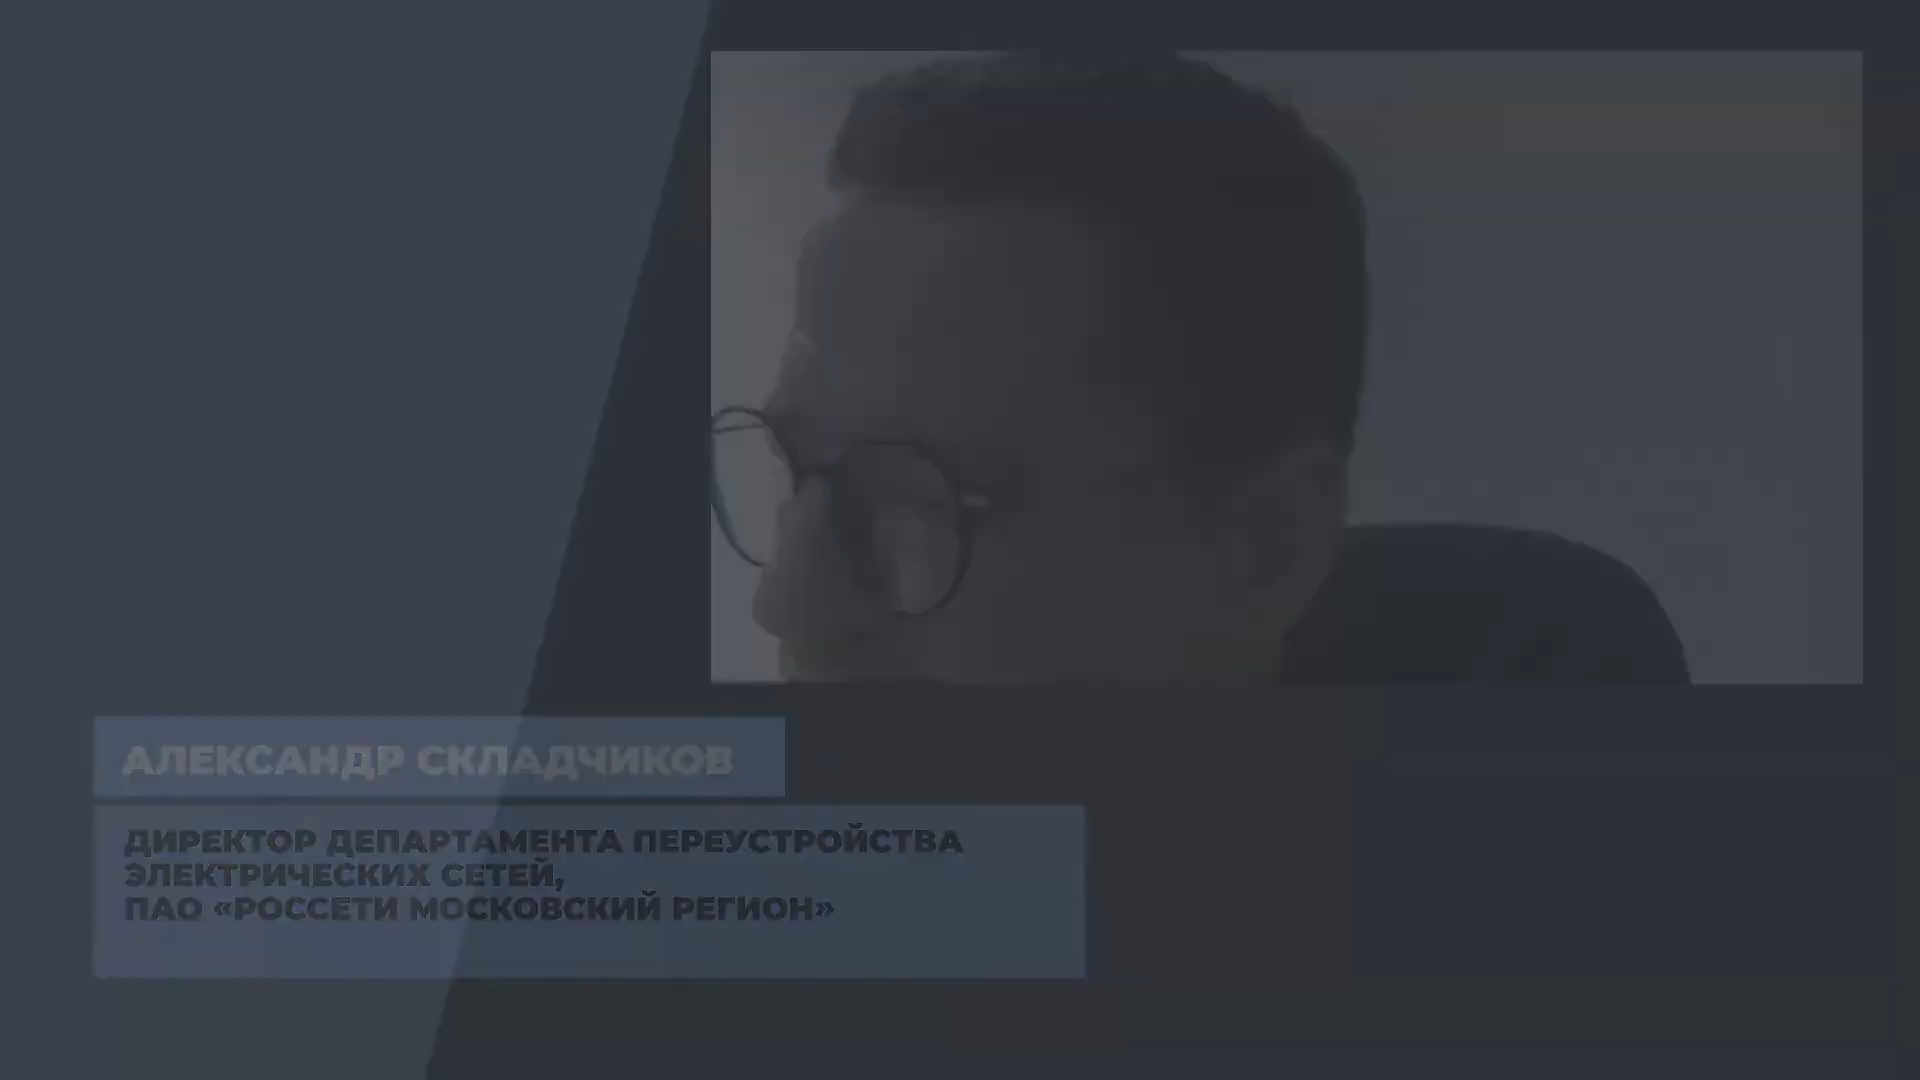 АЛЕКСАНДР СКЛАДЧИКОВ
ДИРЕКТОР ДЕПАРТАМЕНТА ПЕРЕУСТРОЙСТВА
ЭЛЕКТРИЧЕСКИХ СЕТЕЙ,
ПАО «РОССЕТИ МОСКОВСКИЙ РЕГИОН»